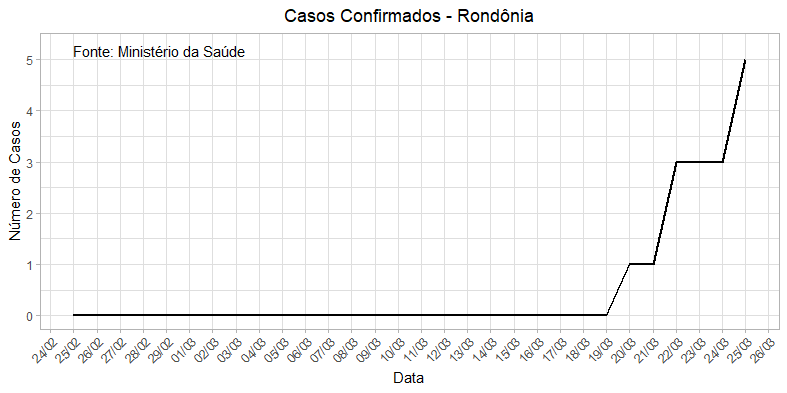 Casos Confirmados - Rondônia
Fonte: Ministério da Saúde
5
4
3
2
1
0
Número de Casos
24/02 25/02 26/02 27/02 28/02 29/02 01/03 02/03 03/03 04/03 05/03 06/03 07/03 08/03 09/03 10/03 11/03 12/03 13/03 14/03 15/03 16/03 17/03 18/03 19/03 20/03 21/03 22/03 23/03 24/03 25/03 26/03
Data